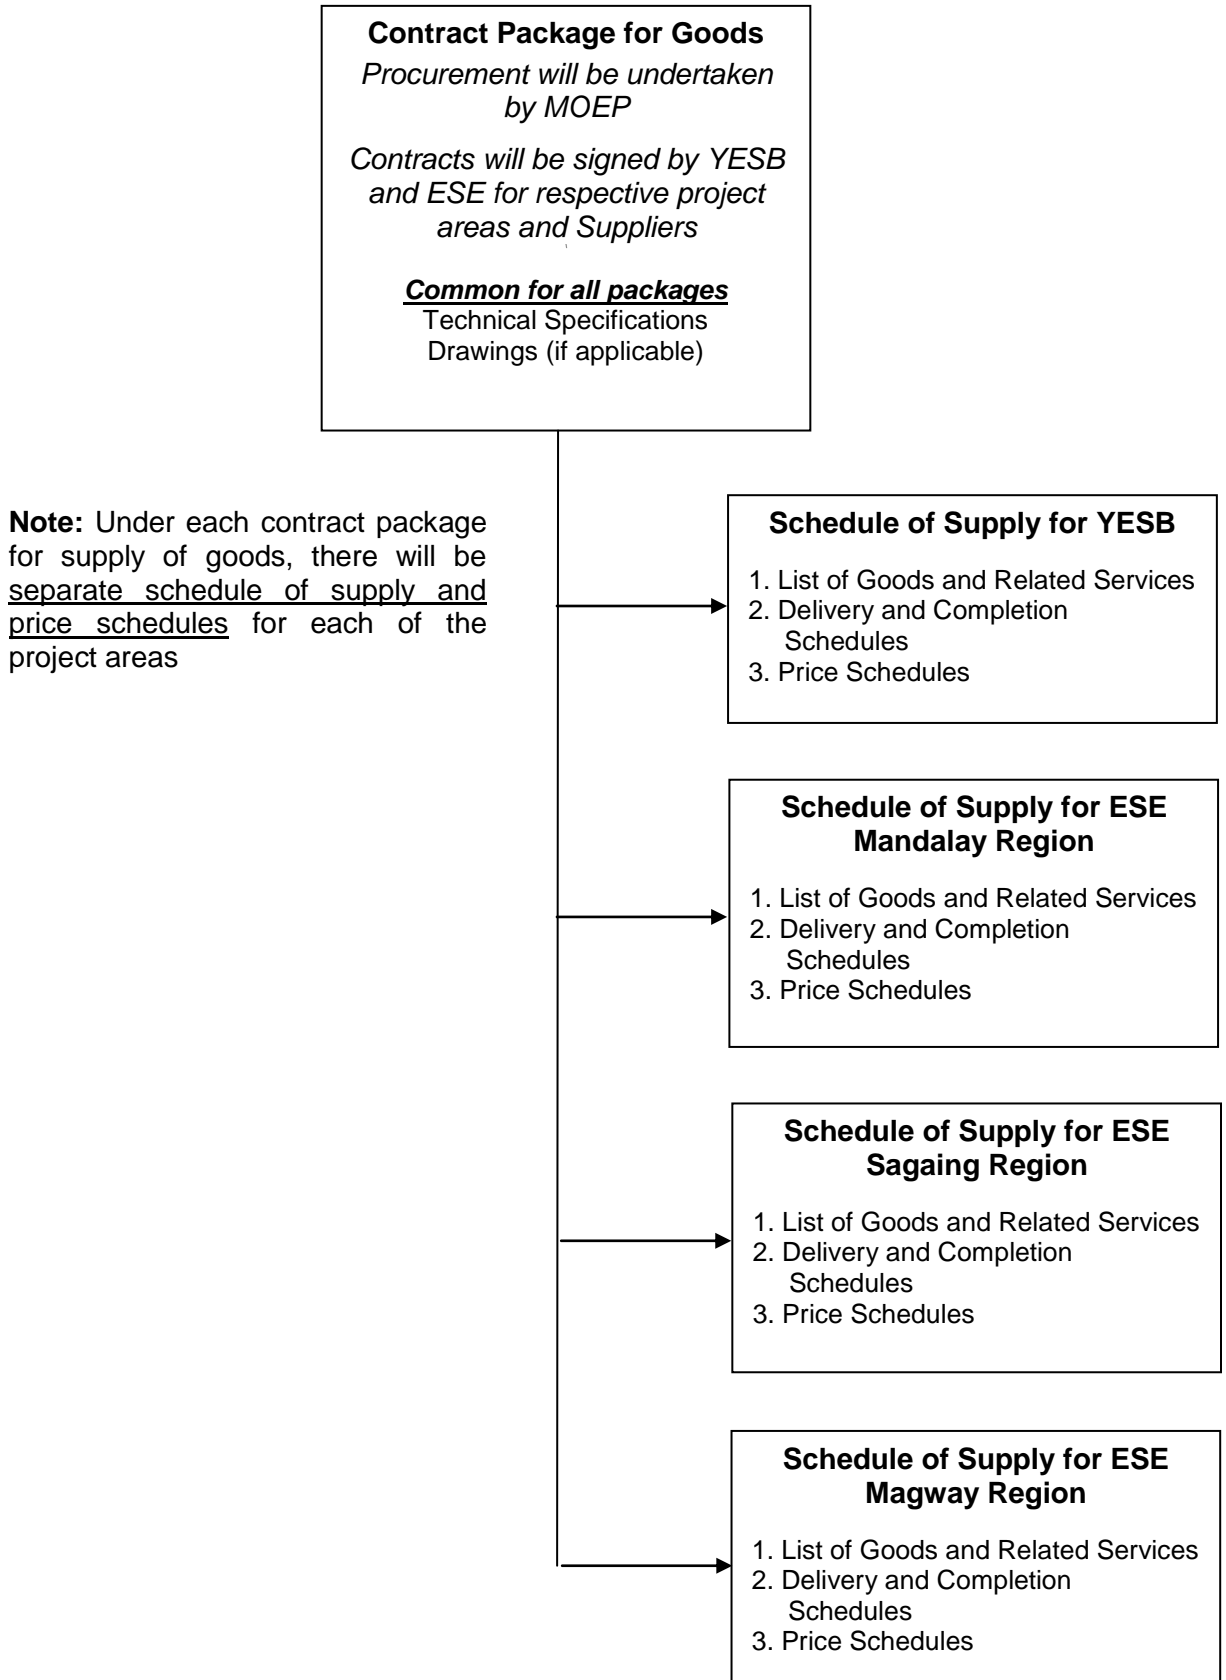 Contract Package for Goods
Procurement will be undertaken
by MOEP
Contracts will be signed by YESB
and ESE for respective project
areas and Suppliers
Common for all packages
Technical Specifications
Drawings (if applicable)
Note: Under each contract package
for supply of goods, there will be
separate schedule of supply and
price schedules for each of the
project areas
Schedule of Supply for YESB
1. List of Goods and Related Services
2. Delivery and Completion
Schedules
3. Price Schedules
Schedule of Supply for ESE
Mandalay Region
1. List of Goods and Related Services
2. Delivery and Completion
Schedules
3. Price Schedules
Schedule of Supply for ESE
Sagaing Region
1. List of Goods and Related Services
2. Delivery and Completion
Schedules
3. Price Schedules
Schedule of Supply for ESE
Magway Region
1. List of Goods and Related Services
2. Delivery and Completion
Schedules
3. Price Schedules